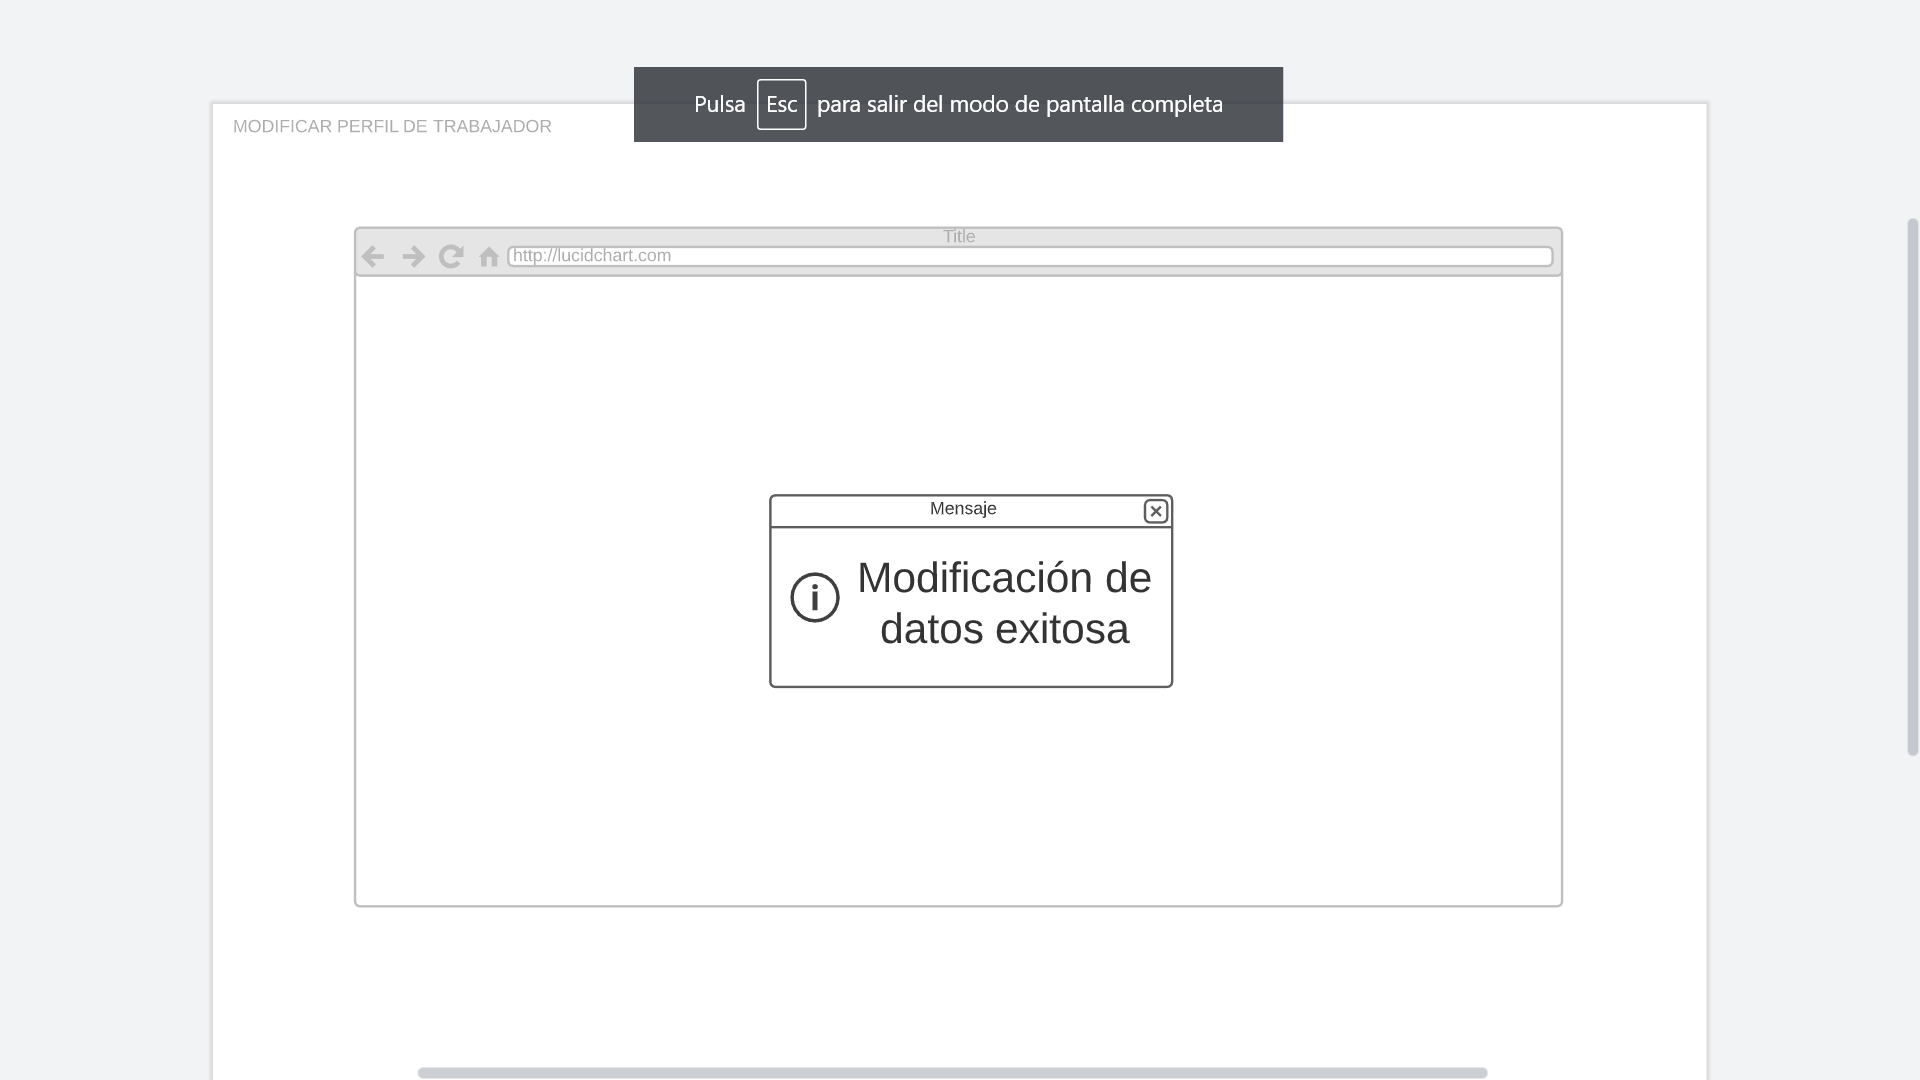 Pulsa Esc para salir del modo de pantalla completa
MODIFICAR PERFIL DE TRABAJADOR
Title
http://lucidchart.com
Mensaje
Modificación de
datos exitosa